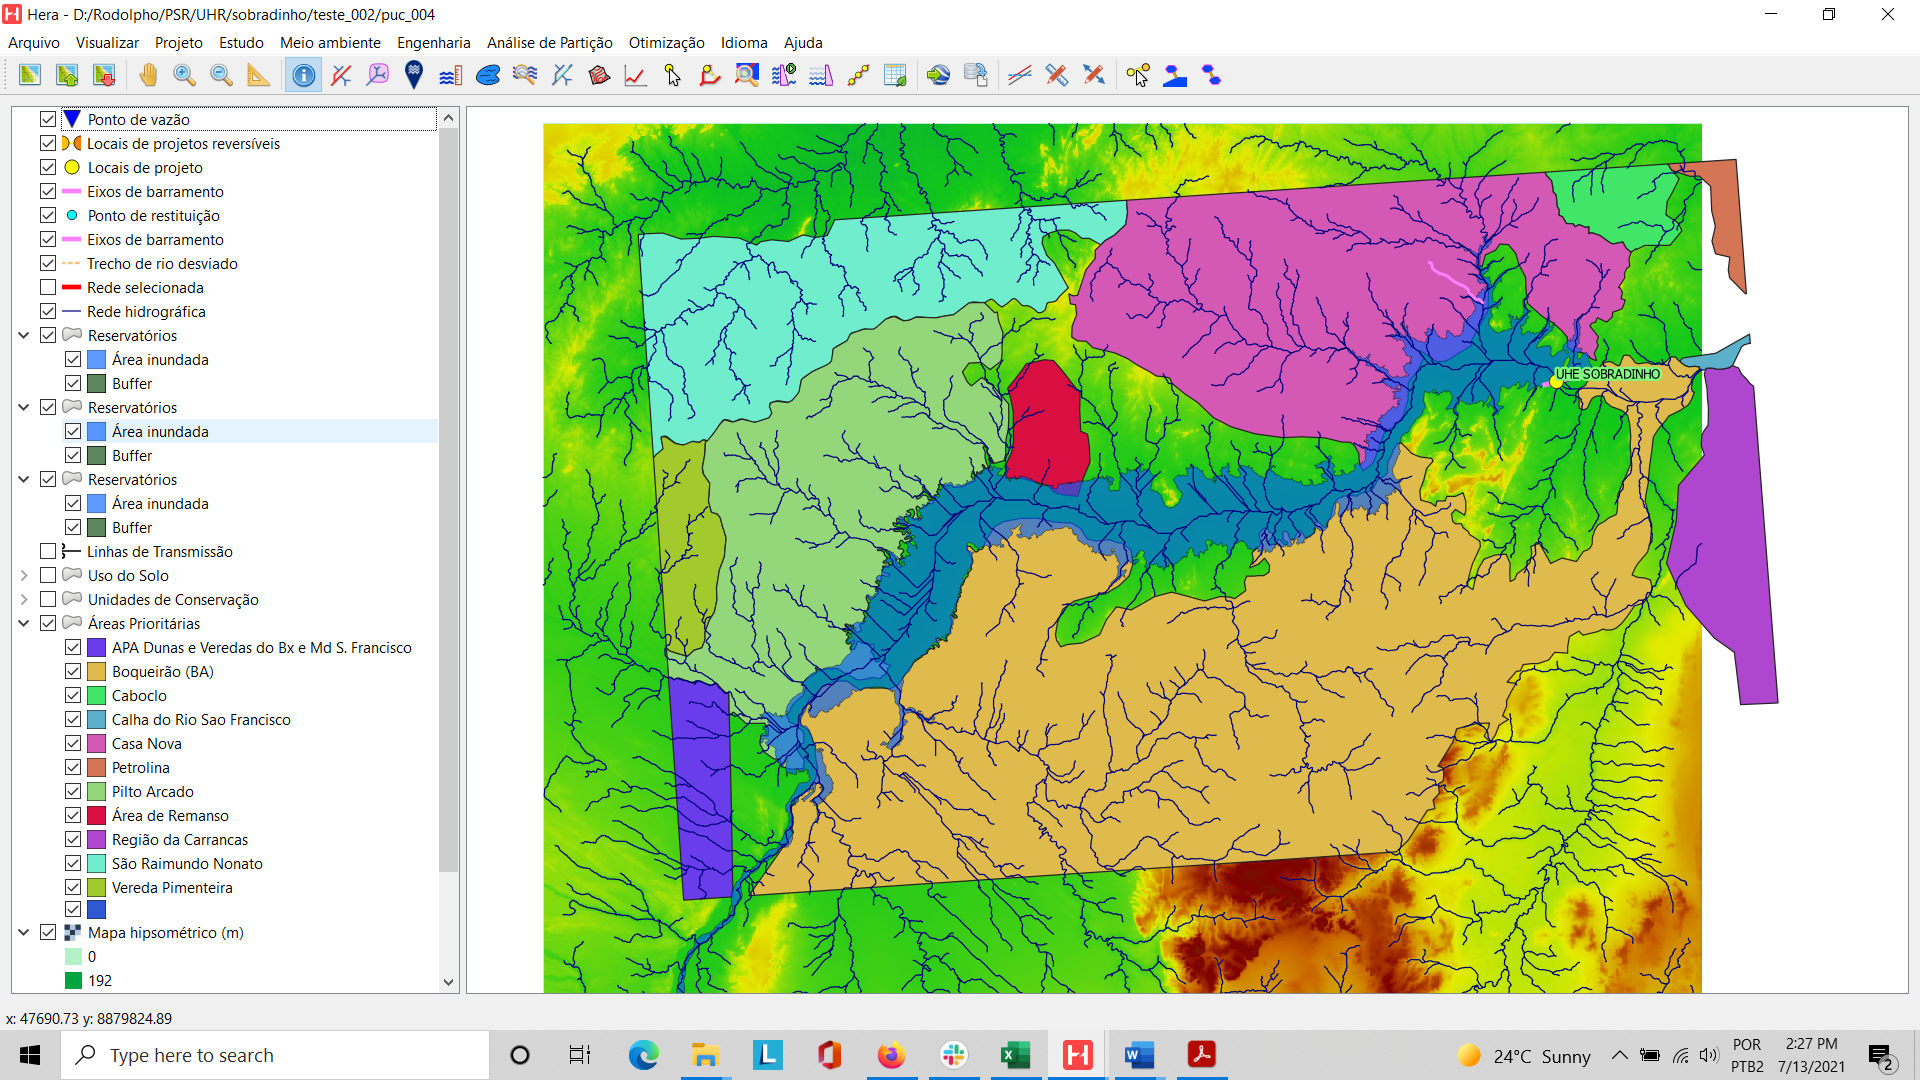 Hera - D:/Rodolpho/PSR/UHR/sobradinho/teste_002/puc_004
Arquivo Visualizar Projeto Estudo Meio ambiente Engenharia Análise de Partição Otimização Idioma Ajuda
Ponto de vazão
Locais de projetos reversíveis
Locais de projeto
Eixos de barramento
Ponto de restituição
Eixos de barramento
Trecho de rio desviado
Rede selecionada
Rede hidrográfica
Reservatórios
Área inundada
Buffer
Reservatórios
Área inundada
Buffer
Reservatórios
Área inundada
Buffer
Linhas de Transmissão
Uso do Solo
Unidades de Conservação
Áreas Prioritárias
APA Dunas e Veredas do Bx e Md S. Francisco
Boqueirão (BA)
Caboclo
Calha do Rio Sao Francisco
Casa Nova
Petrolina
Pilto Arcado
Área de Remanso
Região da Carrancas
São Raimundo Nonato
Vereda Pimenteira
Mapa hipsométrico (m)
0
192
UHE SOBRADINHO
x: 47690.73 y: 8879824.89
Type here to search
24°C Sunny
POR
PTB2
2:27 PM
7/13/2021
2